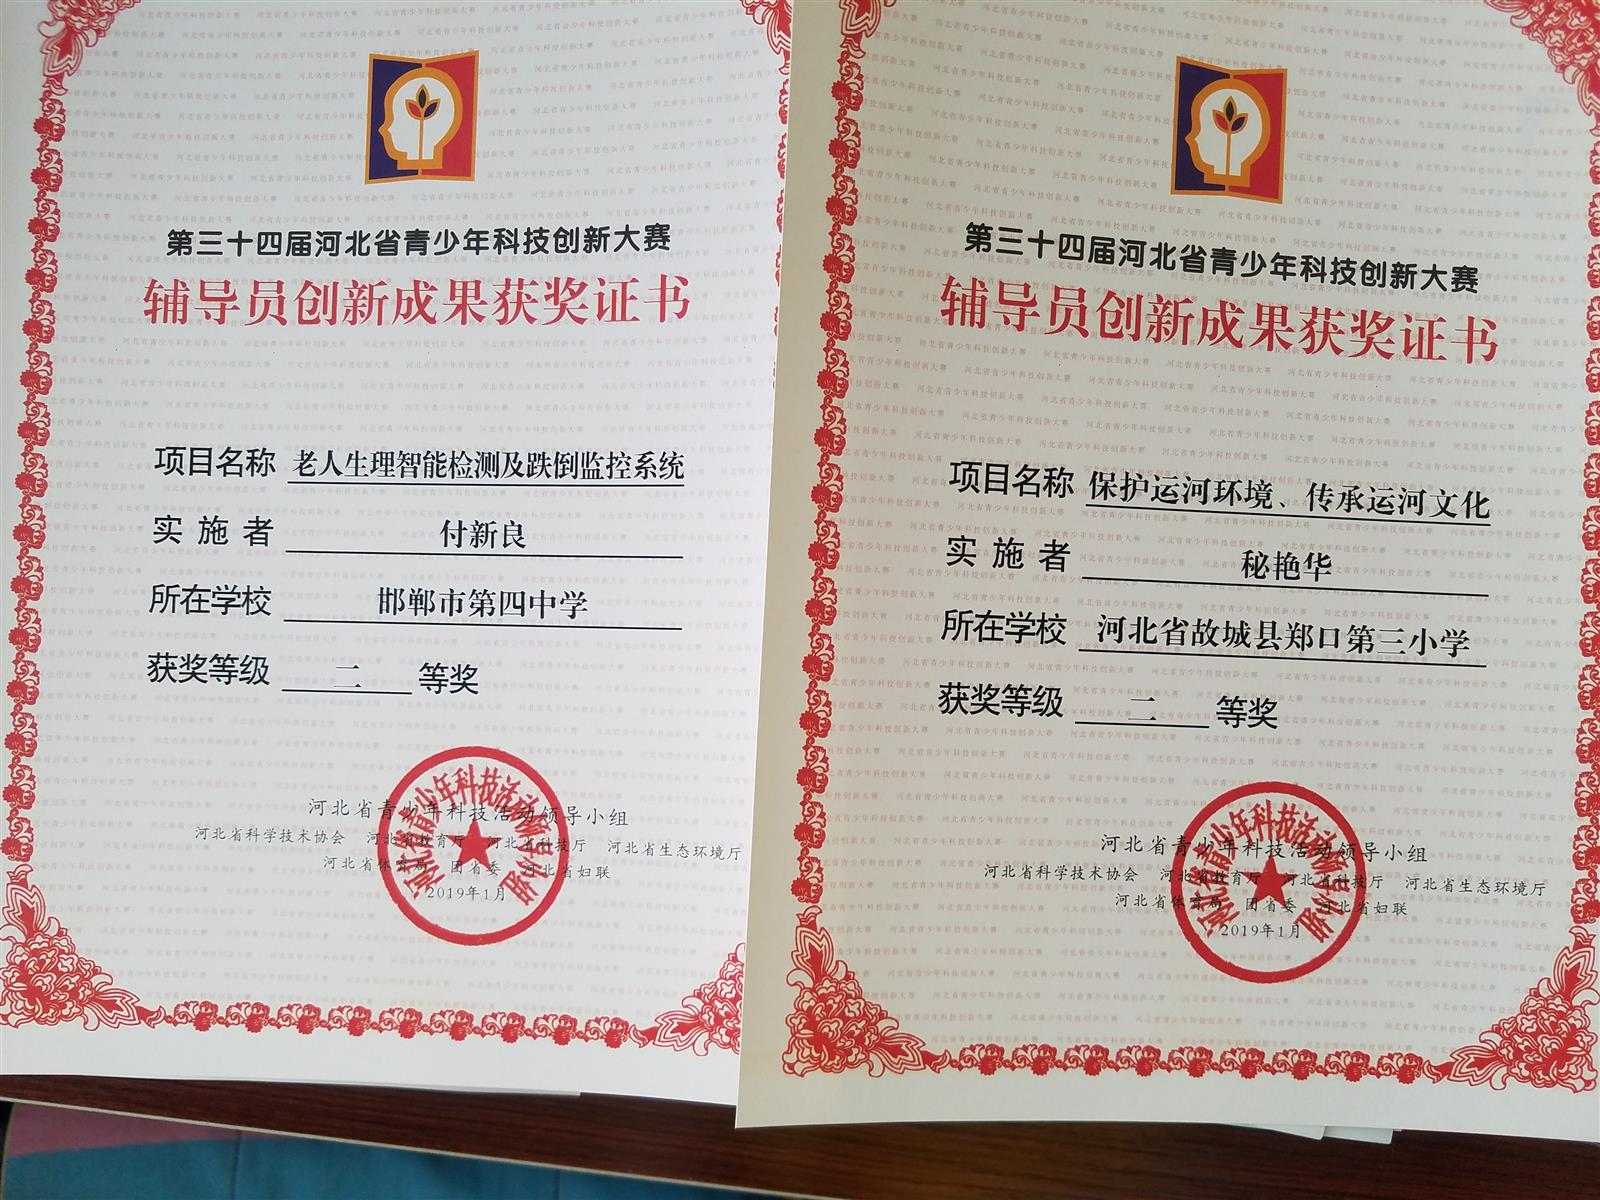 第三十四届河北省青少年科技创新大赛
辅导员创新成果获奖证书
项目名称 老人生理智能检测及跌倒监控系统
实施者 付新良
所在学校 邯郸市第四中学
获奖等级 二 等奖
河北省青少年科技活动领导小组
河北省科学技术协会 河北省教育厅 河北省科技厅 河北省生态环境厅
河北省体育局 团省委 河北省妇联
2019年1月
第三十四届河北省青少年科技创新大赛
辅导员创新成果获奖证书
项目名称 保护运河环境、传承运河文化
实施者 秘艳华
所在学校 河北省故城县郑口第三小学
获奖等级 二 等奖
河北省青少年科技活动领导小组
河北省科学技术协会 河北省教育厅 河北省科技厅 河北省生态环境厅
河北省体育局 团省委 河北省妇联
2019年1月